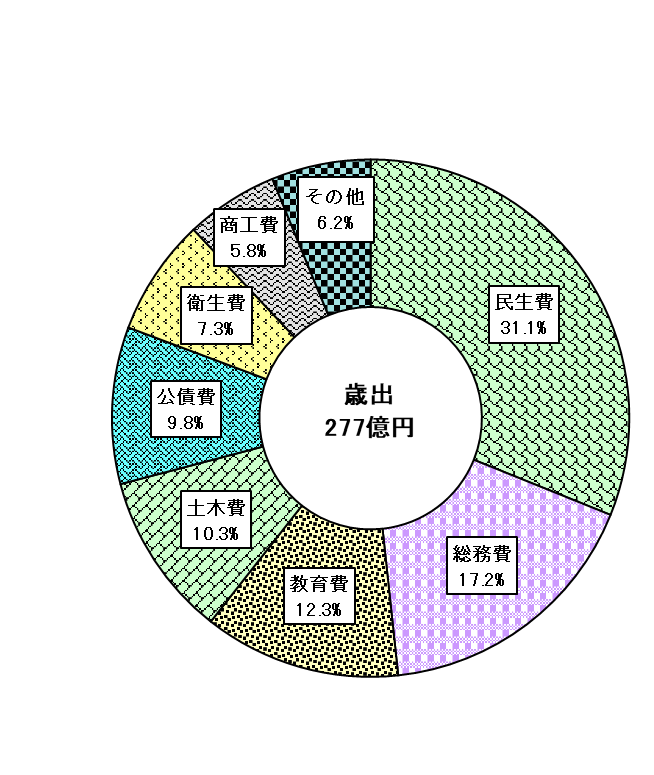 その他
6.2%
商工費
5.8%
民生費
31.1%
衛生費
7.3%
歳出
277億円
公債費
9.8%
土木費
10.3%
総務費
17.2%
教育費
12.3%